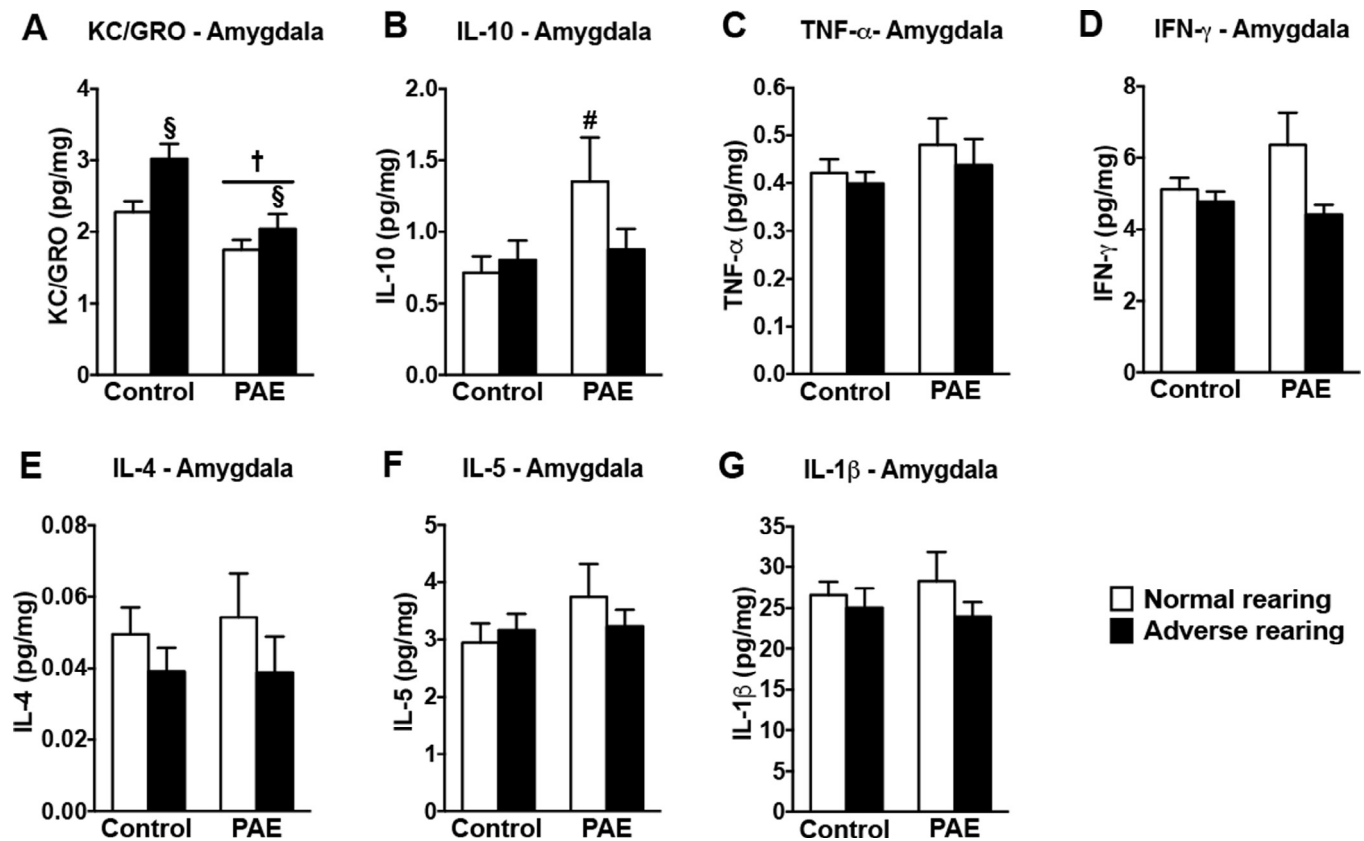 A KC/GRO - Amygdala
KC/GRO (pg/mg)
4
3
2
1
0
§
†
§
Control PAE
B IL-10 - Amygdala
IL-10 (pg/mg)
2.0
1.5
1.0
0.5
0.0
#
Control PAE
C TNF-α- Amygdala
TNF-α (pg/mg)
0.6
0.5
0.4
0.3
0.2
0.1
0.0
Control PAE
D IFN-γ - Amygdala
IFN-γ (pg/mg)
8
6
4
2
0
Control PAE
E IL-4 - Amygdala
IL-4 (pg/mg)
0.08
0.06
0.04
0.02
0.00
Control PAE
F IL-5 - Amygdala
IL-5 (pg/mg)
5
4
3
2
1
0
Control PAE
G IL-1β - Amygdala
IL-1β (pg/mg)
35
30
25
20
15
10
5
0
Control PAE
Normal rearing
Adverse rearing